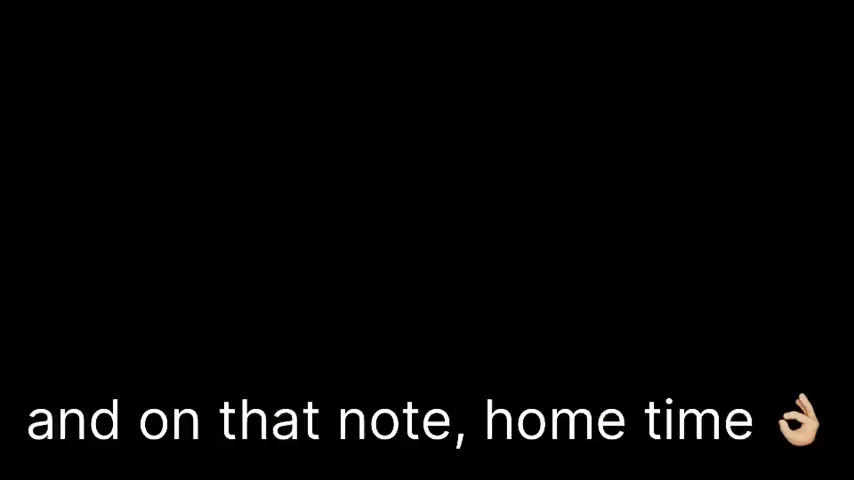 and on that note, home time 👌🏼